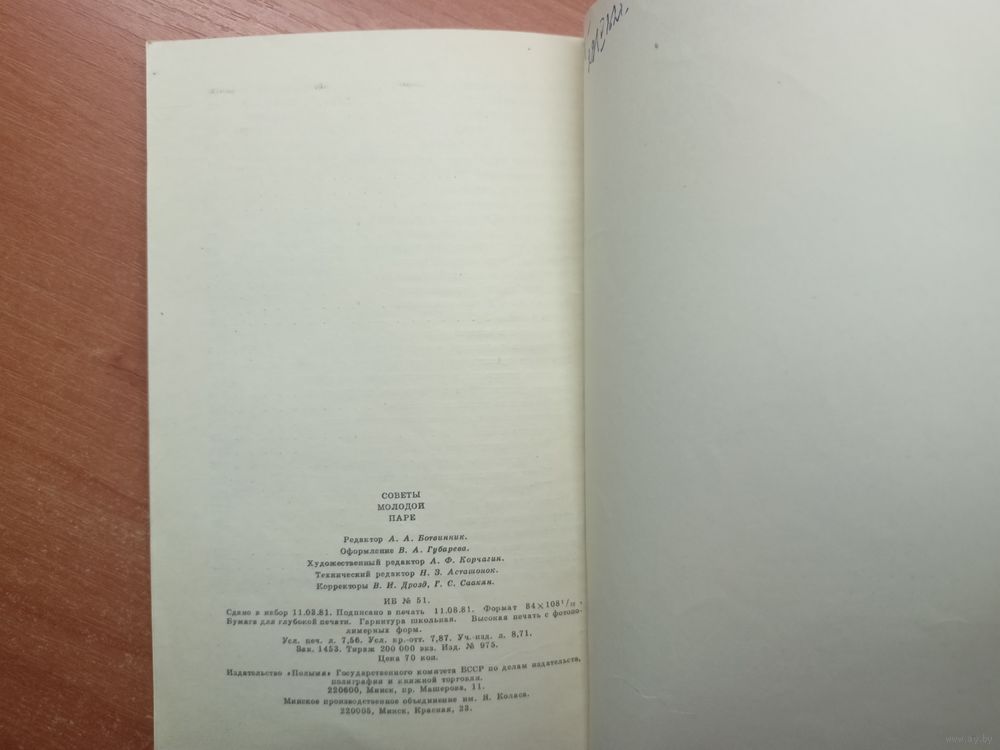 СОВЕТЫ
МОЛОДОЙ
ПАРЕ
Редактор А. А. Ботвинник.
Оформление В. А. Губарева.
Художественный редактор А. Ф. Корчагин.
Технический редактор Н. З. Асташонок.
Корректоры В. И. Дрозд, Г. С. Савкин.
ИБ № 51.
Сдано в набор 11.03.81. Подписано в печать 11.08.81. Формат 84×108¹/₃₂.
Бумага для глубокой печати. Гарнитура школьная. Высокая печать с фотопо-
лимерных форм.
Усл. печ. л. 7,56. Усл. кр.-отт. 7,87. Уч.-изд. л. 8,71.
Зак. 1453. Тираж 200 000 экз. Изд. № 975.
Цена 70 коп.
Издательство «Полымя» Государственного комитета БССР по делам издательств,
полиграфии и книжной торговли.
220600, Минск, пр. Машерова, 11.
Минское производственное объединение им. Я. Коласа.
220005, Минск, Красная, 23.
www.ay.by